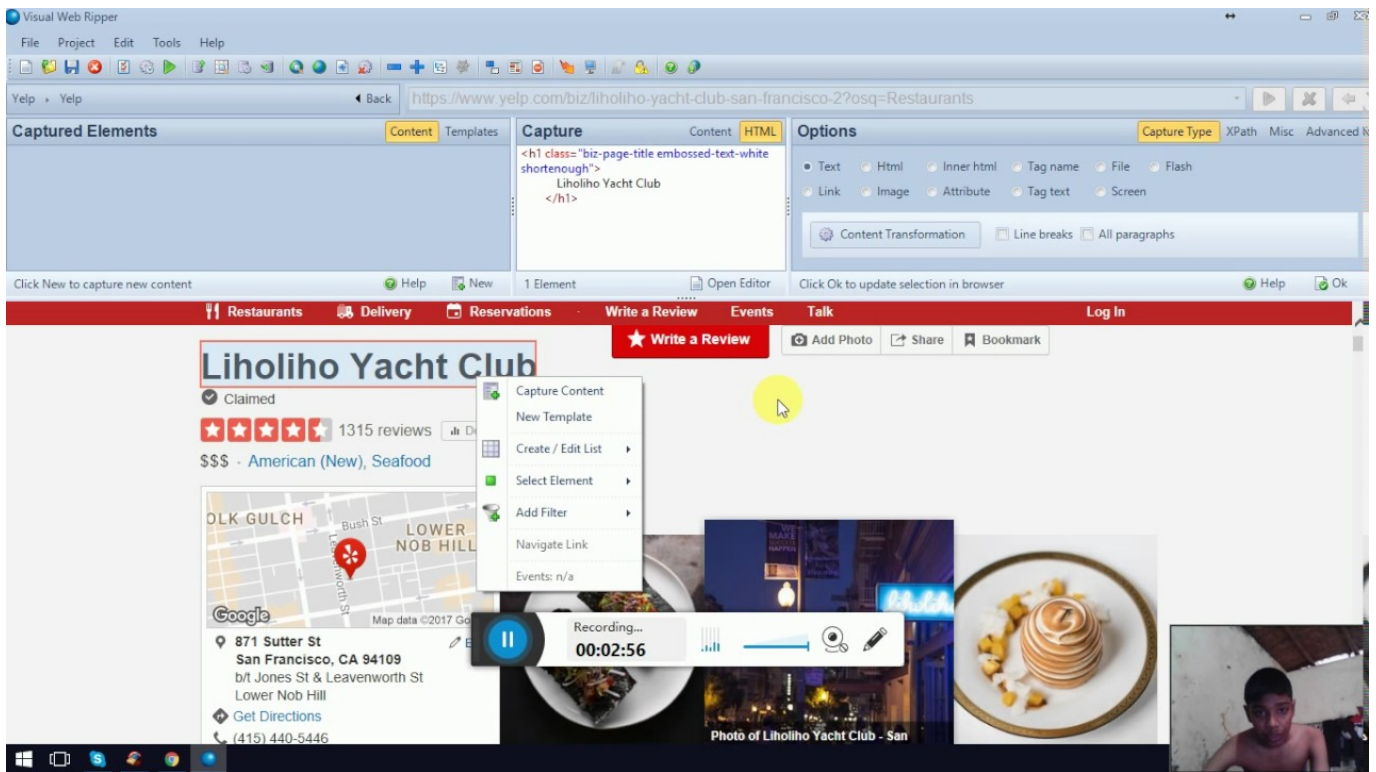 Visual Web Ripper
File Project Edit Tools Help
Yelp Yelp Back https://www.yelp.com/biz/liholiho-yacht-club-san-francisco-2?osq=Restaurants
Captured Elements Content Templates
Capture Content HTML
Options Capture Type XPath Misc Advanced
<h1 class="biz-page-title embossed-text-white
shortenough">
Liholiho Yacht Club
</h1>
Text Html Inner html Tag name File Flash
Link Image Attribute Tag text Screen
Content Transformation Line breaks All paragraphs
Click New to capture new content Help New
1 Element Open Editor
Click Ok to update selection in browser Help Ok
Restaurants Delivery Reservations Write a Review Events Talk Log In
Write a Review Add Photo Share Bookmark
Liholiho Yacht Club
Claimed
1315 reviews
$$$ · American (New), Seafood
Capture Content
New Template
Create / Edit List
Select Element
Add Filter
Navigate Link
Events: n/a
OLK GULCH
Bush St
LOWER
NOB HILL
Leavenworth St
Google
Map data ©2017
871 Sutter St
San Francisco, CA 94109
b/t Jones St & Leavenworth St
Lower Nob Hill
Get Directions
(415) 440-5446
Recording...
00:02:56
Photo of Liholiho Yacht Club - San